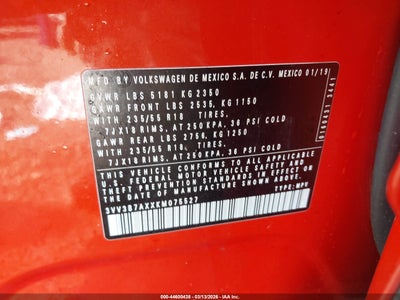 MFD. BY VOLKSWAGEN DE MEXICO S.A. DE C.V. MEXICO 01/19
GVWR LBS 5181 KG 2350
GAWR FRONT LBS 2535, KG 1150
WITH 235/55 R18 TIRES,
7JX18 RIMS, AT 250 KPA, 36 PSI COLD
GAWR REAR LBS 2756, KG 1250
WITH 235/55 R18, TIRES,
7JX18 RIMS, AT 250 KPA, 36 PSI COLD
THIS VEHICLE CONFORMS TO ALL APPLICABLE
FEDERAL MOTOR VEHICLE SAFETY
STANDARDS IN EFFECT ON
THE DATE OF MANUFACTURE SHOWN ABOVE
3VV3B7AXXKM075527 TYPE: MPV
000-44600438 - 03/13/2026 - IAA Inc.